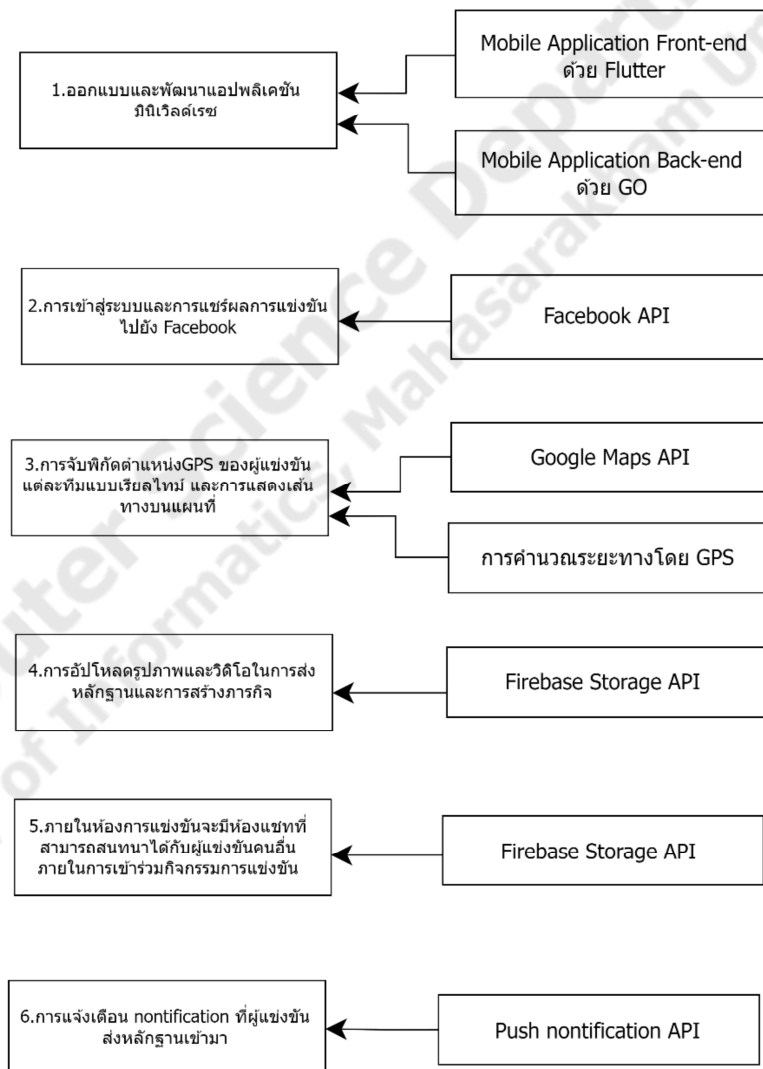 Mobile Application Front-end
ด้วย Flutter
1.ออกแบบและพัฒนาแอปพลิเคชัน
มินิเวิลด์เรซ
Mobile Application Back-end
ด้วย GO
2.การเข้าสู่ระบบและการแชร์ผลการแข่งขัน
ไปยัง Facebook
Facebook API
3.การจับพิกัดตำแหน่งGPS ของผู้แข่งขัน
แต่ละทีมแบบเรียลไทม์ และการแสดงเส้น
ทางบนแผนที่
Google Maps API
การคำนวณระยะทางโดย GPS
4.การอัปโหลดรูปภาพและวิดิโอในการส่ง
หลักฐานและการสร้างภารกิจ
Firebase Storage API
5.ภายในห้องการแข่งขันจะมีห้องแชทที่
สามารถสนทนาได้กับผู้แข่งขันคนอื่น
ภายในการเข้าร่วมกิจกรรมการแข่งขัน
Firebase Storage API
6.การแจ้งเตือน nontification ที่ผู้แข่งขัน
ส่งหลักฐานเข้ามา
Push nontification API